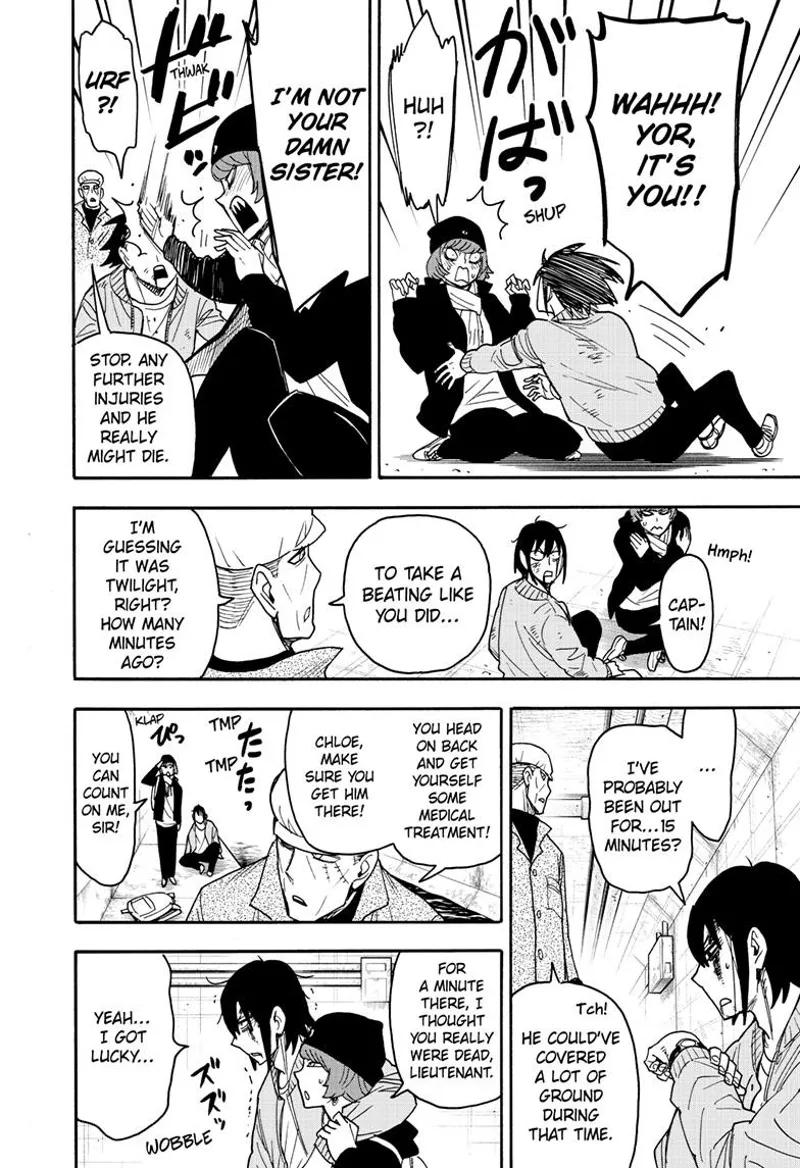 WAHHH!
YOR,
IT'S
YOU!!
がばっ
SHUP
HUH
?!
I'M NOT
YOUR
DAMN
SISTER!
ドドド
THWAK
URF
?!
STOP. ANY
FURTHER
INJURIES
AND HE
REALLY
MIGHT DIE.
Hmph!
CAP-
TAIN!
TO TAKE A
BEATING LIKE
YOU DID...
I'M
GUESSING
IT WAS
TWILIGHT,
RIGHT?
HOW MANY
MINUTES
AGO?
...
I'VE
PROBABLY
BEEN OUT
FOR...15
MINUTES?
Tch!
HE COULD'VE
COVERED
A LOT OF
GROUND
DURING
THAT TIME.
YOU HEAD
ON BACK
AND GET
YOURSELF
SOME
MEDICAL
TREATMENT!
CHLOE,
MAKE
SURE YOU
GET HIM
THERE!
TMP
TMP
たたっ
KLAP
ぴっ
YOU
CAN
COUNT
ON ME,
SIR!
FOR
A MINUTE
THERE, I
THOUGHT
YOU REALLY
WERE DEAD,
LIEUTENANT.
YEAH...
I GOT
LUCKY...
ズズ
WOBBLE